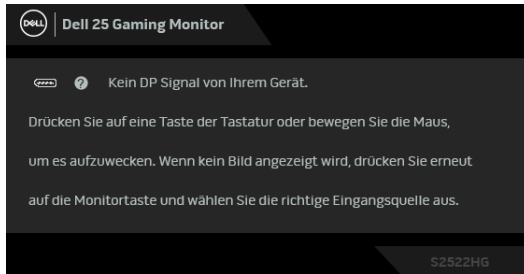 DELL Dell 25 Gaming Monitor
Kein DP Signal von Ihrem Gerät.
Drücken Sie auf eine Taste der Tastatur oder bewegen Sie die Maus,
um es aufzuwecken. Wenn kein Bild angezeigt wird, drücken Sie erneut
auf die Monitortaste und wählen Sie die richtige Eingangsquelle aus.
S2522HG